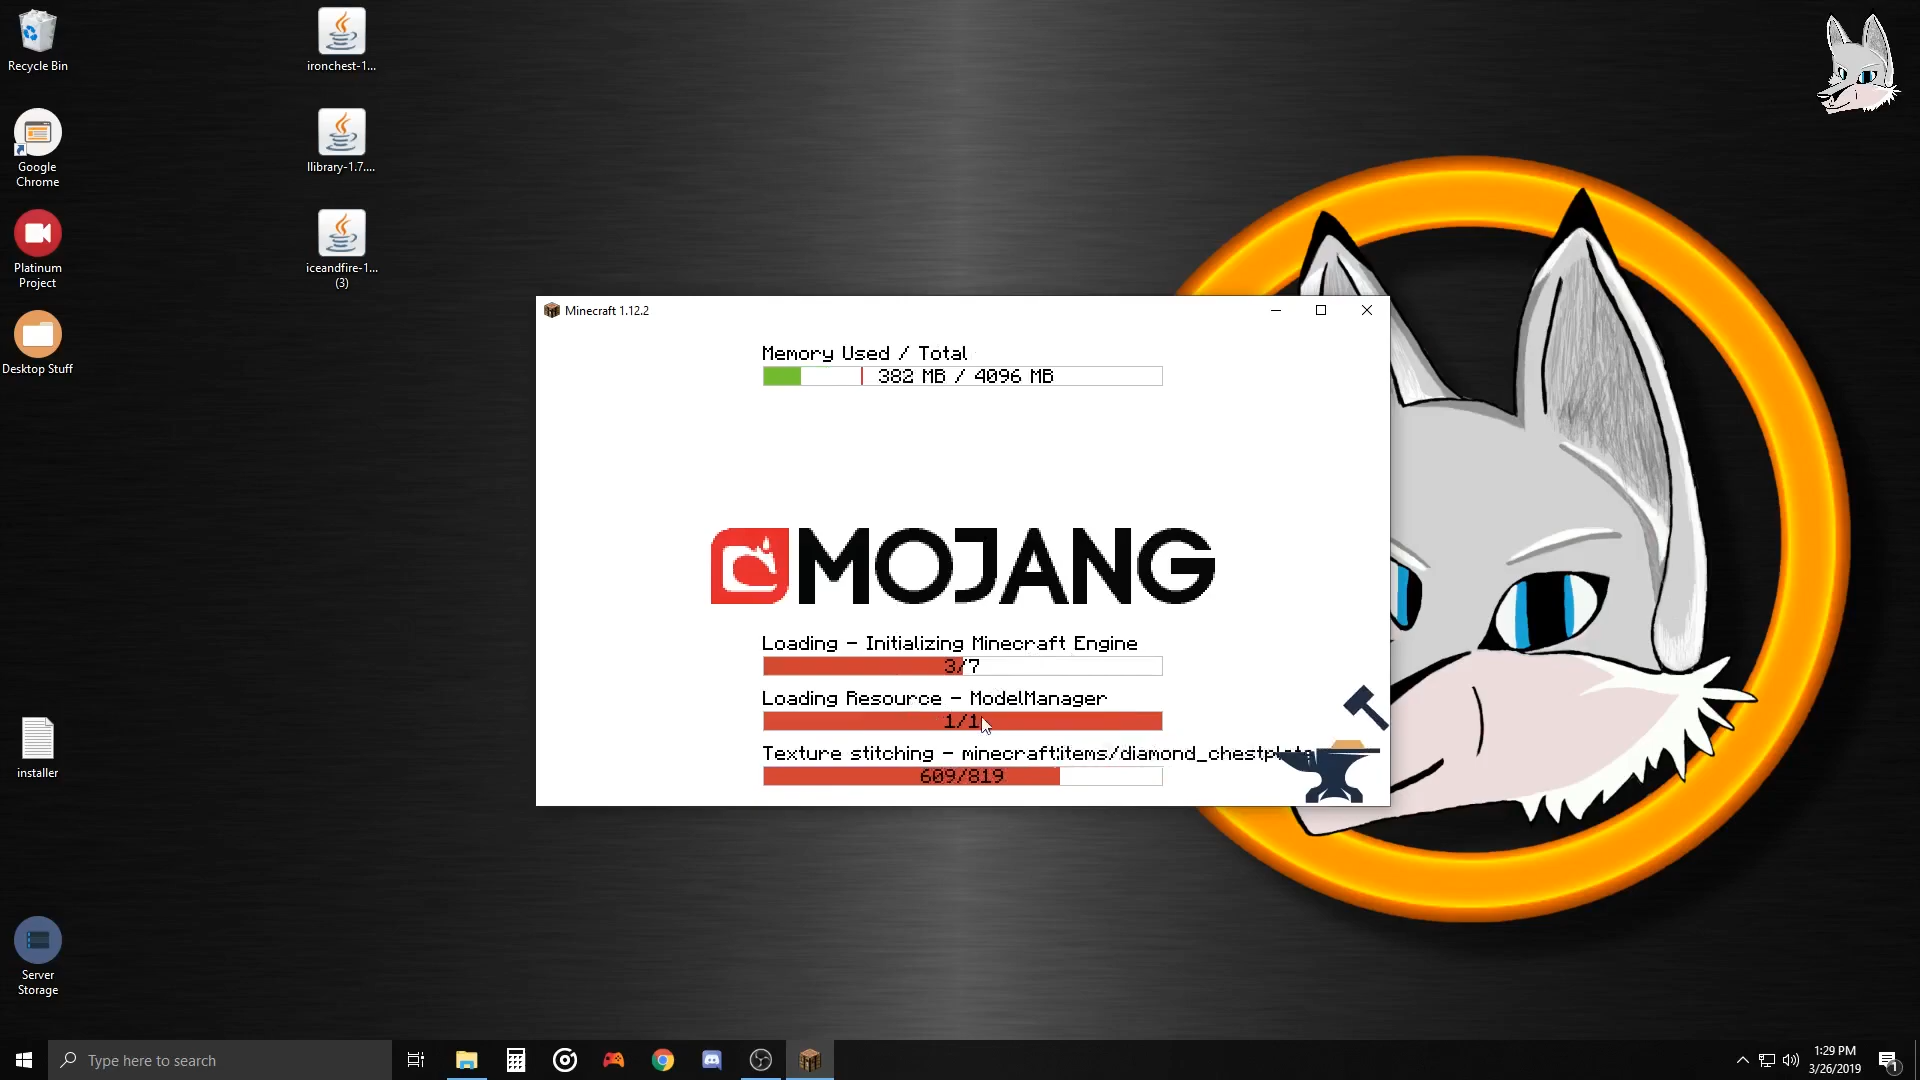 Recycle Bin
Google
Chrome
Platinum
Project
Desktop Stuff
installer
Server
Storage
ironchest-1...
llibrary-1.7....
iceandfire-1...
(3)
Minecraft 1.12.2
Memory Used / Total
382 MB / 4096 MB
MOJANG
Loading - Initializing Minecraft Engine
3/7
Loading Resource - ModelManager
1/1
Texture stitching - minecraft:items/diamond_chestplate
609/819
Type here to search
1:29 PM
3/26/2019
1